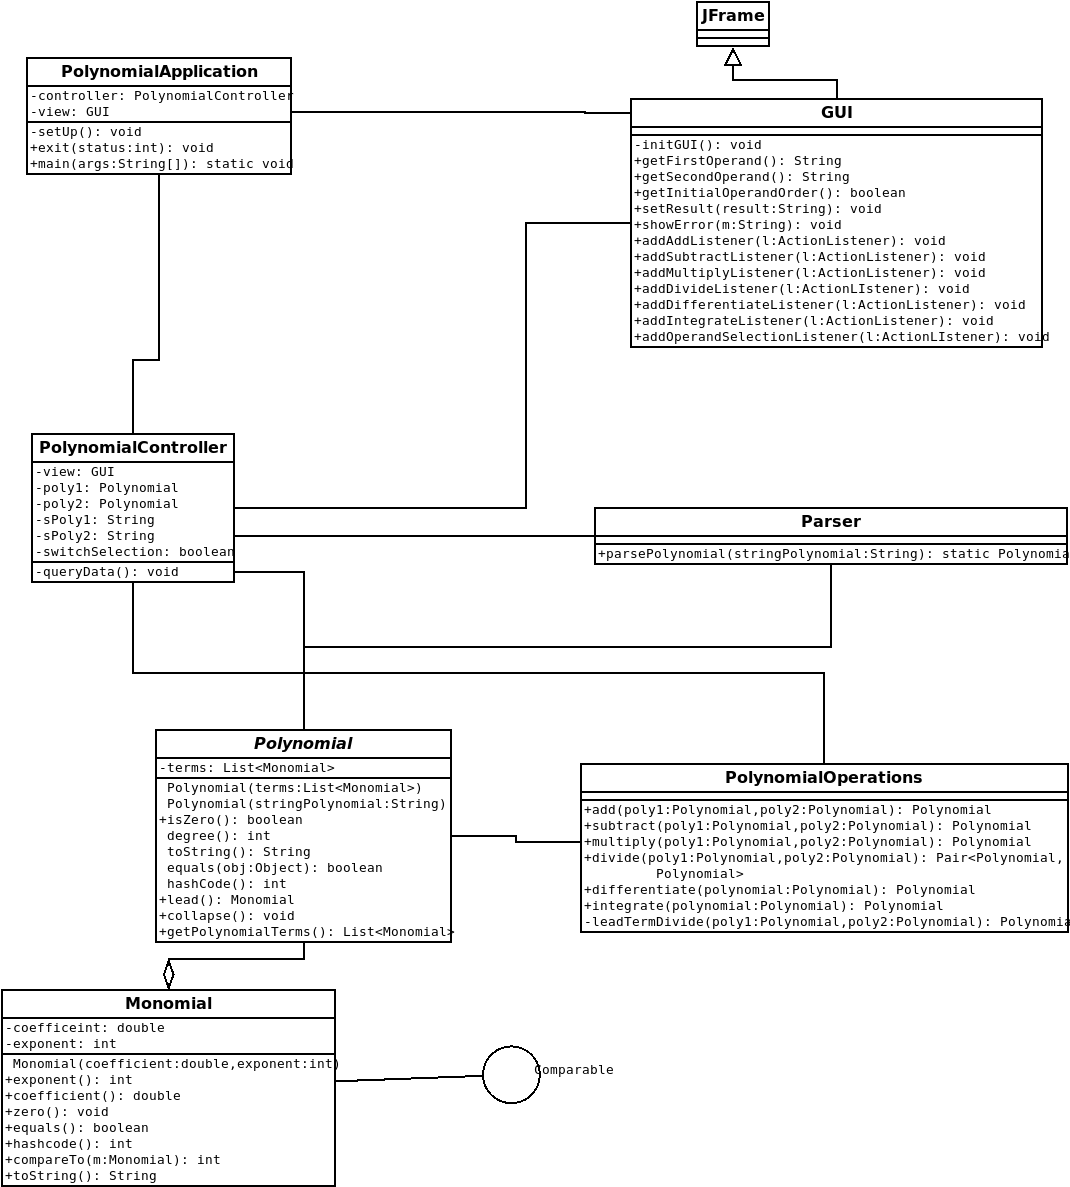 JFrame
PolynomialApplication
-controller: PolynomialController
-view: GUI
-setUp(): void
+exit(status:int): void
+main(args:String[]): static void
GUI
-initGUI(): void
+getFirstOperand(): String
+getSecondOperand(): String
+getInitialOperandOrder(): boolean
+setResult(result:String): void
+showError(m:String): void
+addAddListener(l:ActionListener): void
+addSubtractListener(l:ActionListener): void
+addMultiplyListener(l:ActionListener): void
+addDivideListener(l:ActionLIstener): void
+addDifferentiateListener(l:ActionListener): void
+addIntegrateListener(l:ActionListener): void
+addOperandSelectionListener(l:ActionLIstener): void
PolynomialController
-view: GUI
-poly1: Polynomial
-poly2: Polynomial
-sPoly1: String
-sPoly2: String
-switchSelection: boolean
-queryData(): void
Parser
+parsePolynomial(stringPolynomial:String): static Polynomia
Polynomial
-terms: List<Monomial>
Polynomial(terms:List<Monomial>)
Polynomial(stringPolynomial:String)
+isZero(): boolean
degree(): int
toString(): String
equals(obj:Object): boolean
hashCode(): int
+lead(): Monomial
+collapse(): void
+getPolynomialTerms(): List<Monomial>
PolynomialOperations
+add(poly1:Polynomial,poly2:Polynomial): Polynomial
+subtract(poly1:Polynomial,poly2:Polynomial): Polynomial
+multiply(poly1:Polynomial,poly2:Polynomial): Polynomial
+divide(poly1:Polynomial,poly2:Polynomial): Pair<Polynomial,
Polynomial>
+differentiate(polynomial:Polynomial): Polynomial
+integrate(polynomial:Polynomial): Polynomial
-leadTermDivide(poly1:Polynomial,poly2:Polynomial): Polynomia
Monomial
-coefficeint: double
-exponent: int
Monomial(coefficient:double,exponent:int)
+exponent(): int
+coefficient(): double
+zero(): void
+equals(): boolean
+hashcode(): int
+compareTo(m:Monomial): int
+toString(): String
Comparable